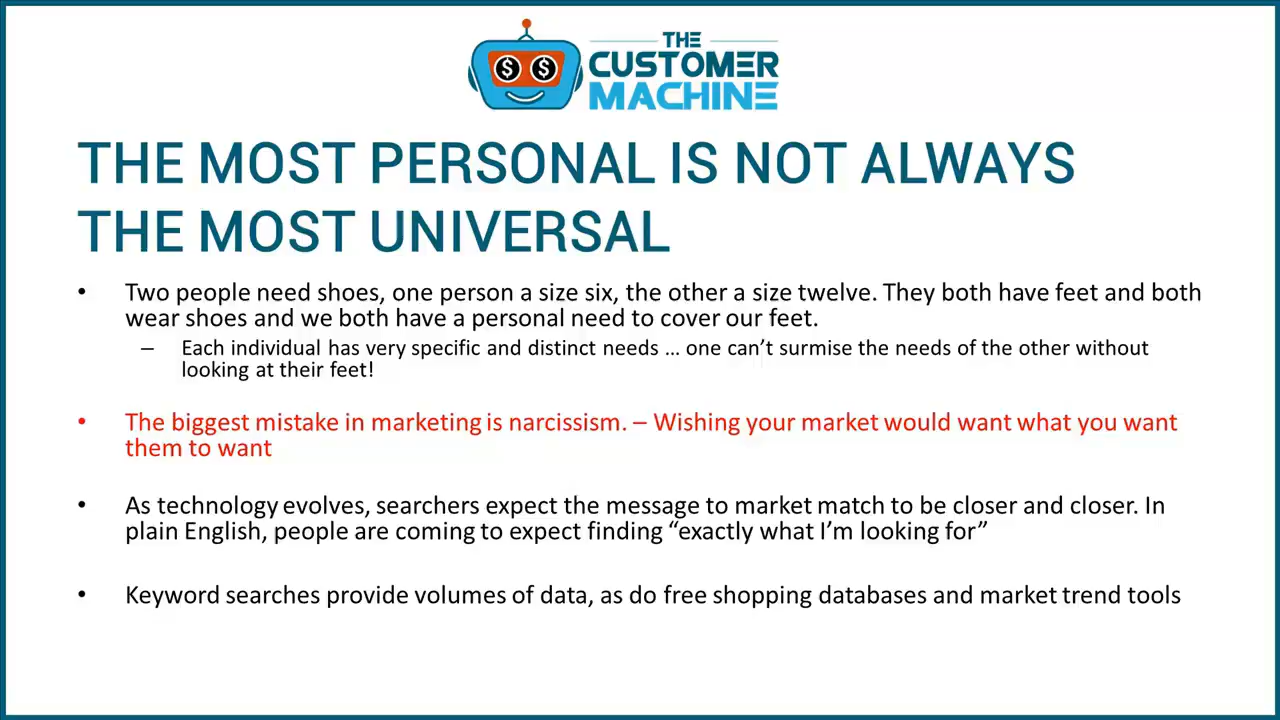 THE
CUSTOMER
MACHINE
THE MOST PERSONAL IS NOT ALWAYS
THE MOST UNIVERSAL
• Two people need shoes, one person a size six, the other a size twelve. They both have feet and both
wear shoes and we both have a personal need to cover our feet.
– Each individual has very specific and distinct needs … one can’t surmise the needs of the other without
looking at their feet!
• The biggest mistake in marketing is narcissism. – Wishing your market would want what you want
them to want
• As technology evolves, searchers expect the message to market match to be closer and closer. In
plain English, people are coming to expect finding “exactly what I’m looking for”
• Keyword searches provide volumes of data, as do free shopping databases and market trend tools